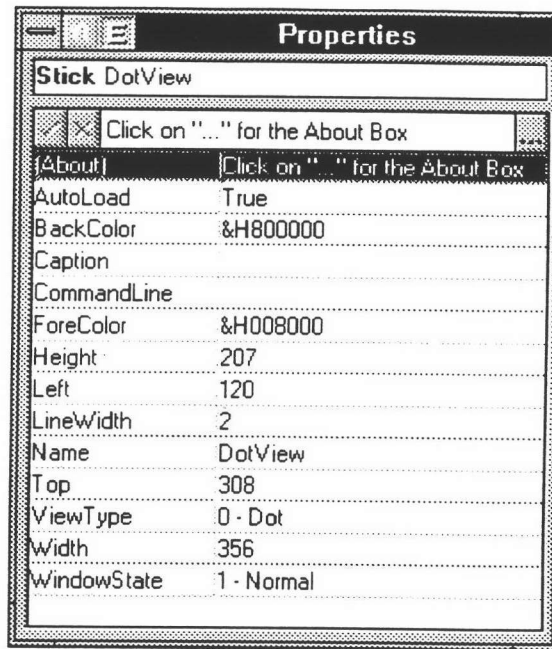 Properties
Stick DotView
Click on "..." for the About Box ...
(About) Click on "..." for the About Box
AutoLoad True
BackColor &H800000
Caption
CommandLine
ForeColor &H008000
Height 207
Left 120
LineWidth 2
Name DotView
Top 308
ViewType 0 - Dot
Width 356
WindowState 1 - Normal